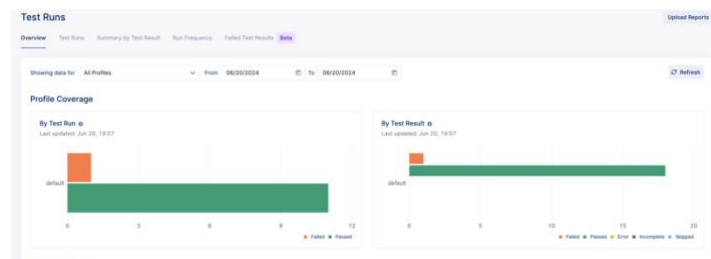 Test Runs
Upload Reports
Overview Test Runs Summary by Test Result Run Frequency Failed Test Results Beta
Showing data for All Profiles From 06/20/2024 To 06/20/2024 Refresh
Profile Coverage
By Test Run
Last updated: Jun 20, 19:57
default
0 3 6 9 12
Failed Passed
By Test Result
Last updated: Jun 20, 19:57
default
0 5 10 15 20
Failed Passed Error Incomplete Skipped